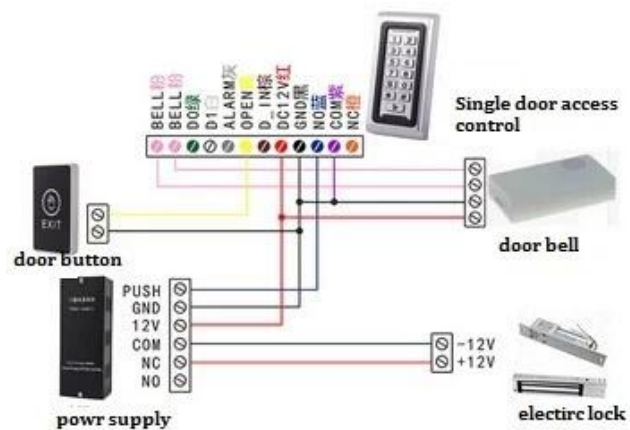 BELL粉
BELL粉
D0绿
D1白
ALARM灰
OPEN黄
D_IN棕
DC12V红
GND黑
NO蓝
COM紫
NC橙
Single door access
control
EXIT
door button
door bell
PUSH
GND
12V
COM
NC
NO
-12V
+12V
powr supply
electirc lock